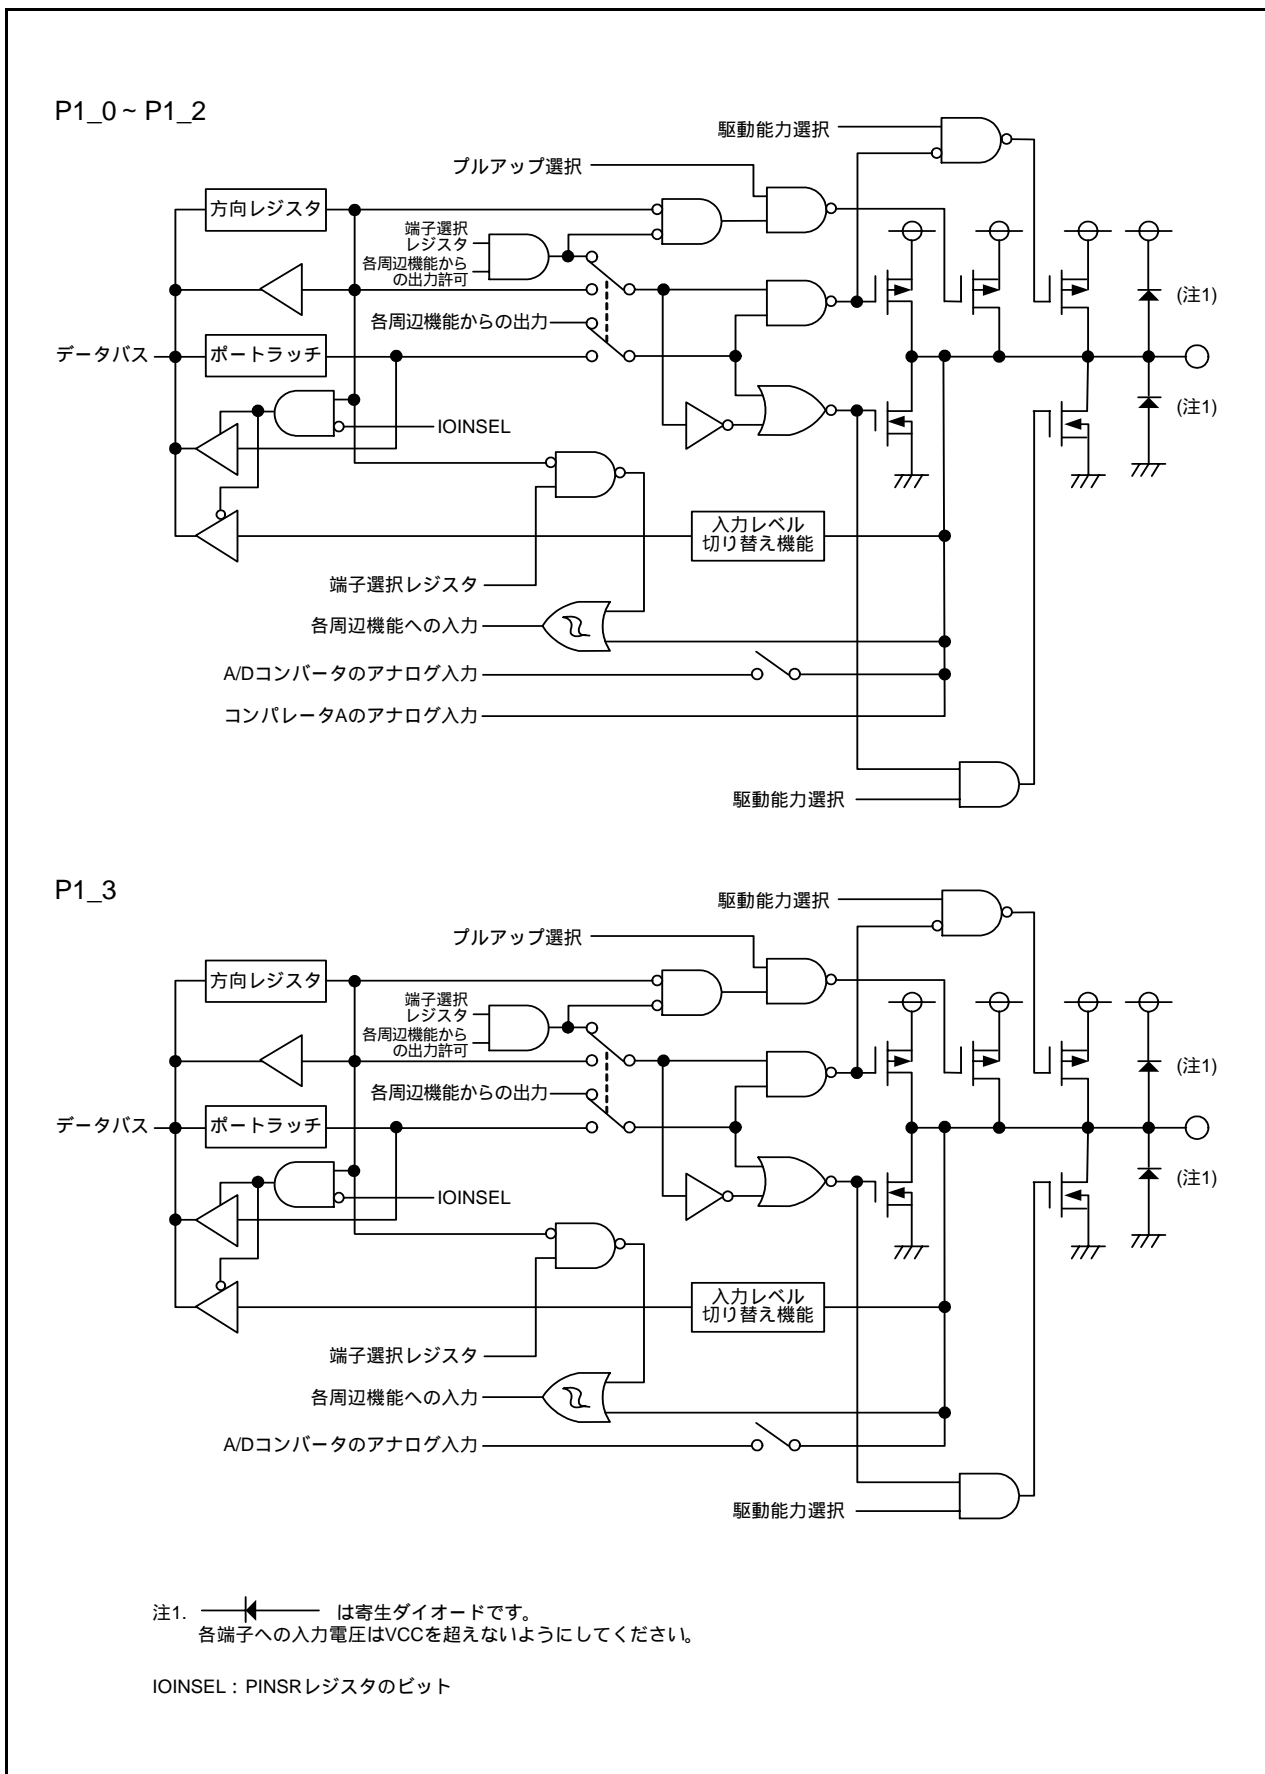 P1_0 ~ P1_2
駆動能力選択
プルアップ選択
方向レジスタ
端子選択
レジスタ
各周辺機能から
の出力許可
(注1)
各周辺機能からの出力
データバス
ポートラッチ
(注1)
IOINSEL
入力レベル
切り替え機能
端子選択レジスタ
各周辺機能への入力
A/Dコンバータのアナログ入力
コンパレータAのアナログ入力
駆動能力選択
P1_3
駆動能力選択
プルアップ選択
方向レジスタ
端子選択
レジスタ
各周辺機能から
の出力許可
(注1)
各周辺機能からの出力
データバス
ポートラッチ
(注1)
IOINSEL
入力レベル
切り替え機能
端子選択レジスタ
各周辺機能への入力
A/Dコンバータのアナログ入力
駆動能力選択
注1. は寄生ダイオードです。
各端子への入力電圧はVCCを超えないようにしてください。
IOINSEL : PINSRレジスタのビット